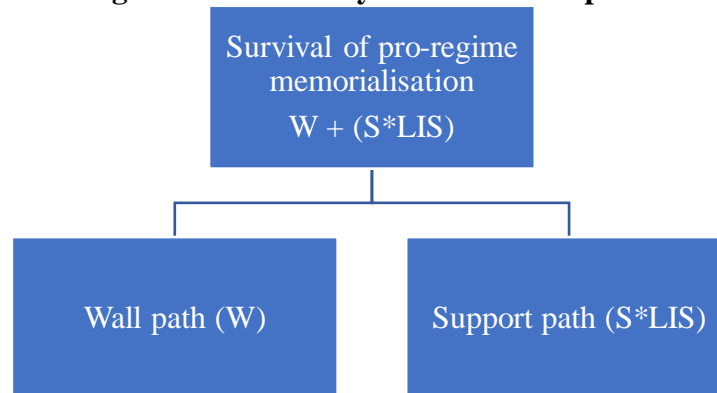 Survival of pro-regime
memorialisation
W + (S*LIS)
Wall path (W)
Support path (S*LIS)